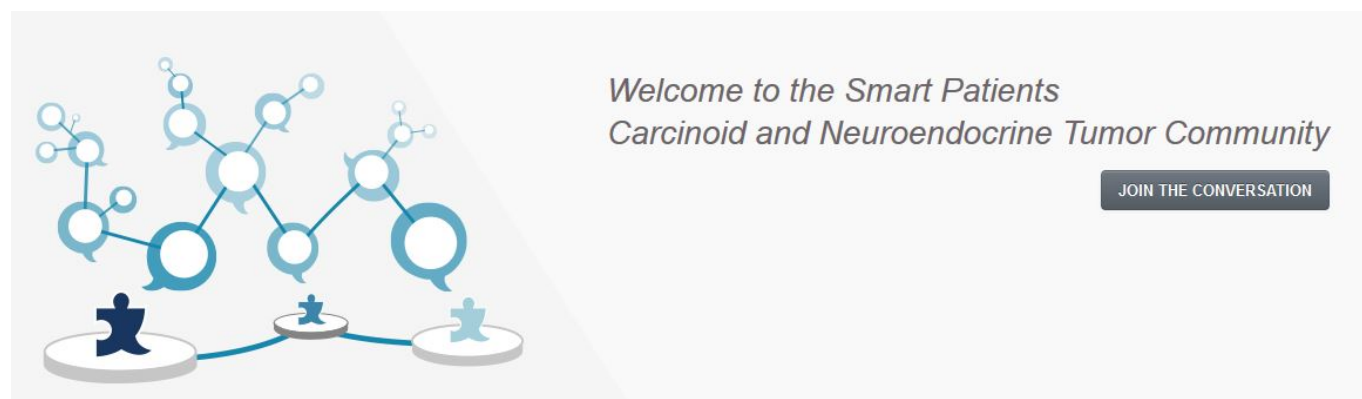 Welcome to the Smart Patients
Carcinoid and Neuroendocrine Tumor Community
JOIN THE CONVERSATION